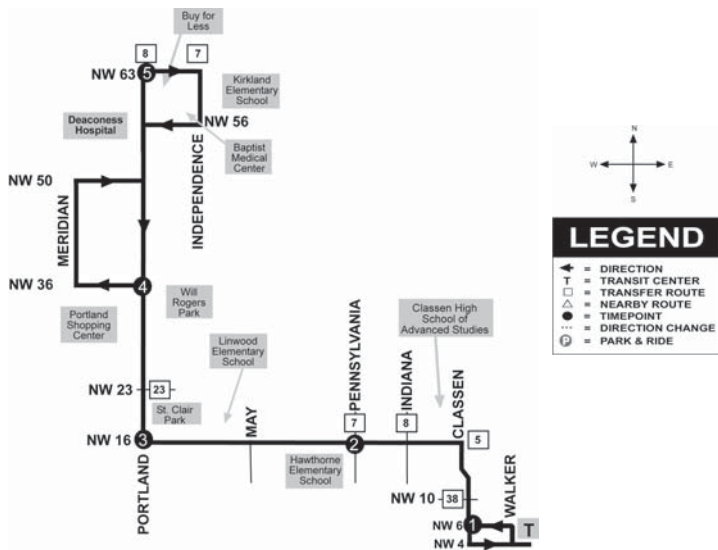 Buy for
Less
8
7
NW 63
5
Kirkland
Elementary
School
Deaconess
Hospital
NW 56
Baptist
Medical
Center
INDEPENDENCE
NW 50
MERIDIAN
NW 36
4
Portland
Shopping
Center
Will
Rogers
Park
Linwood
Elementary
School
Classen High
School of
Advanced Studies
PENNSYLVANIA
INDIANA
CLASSEN
NW 23
23
St. Clair
Park
MAY
7
8
5
NW 16
3
2
PORTLAND
Hawthorne
Elementary
School
NW 10
38
WALKER
NW 6
1
T
NW 4
N
W
E
S
LEGEND
= DIRECTION
T = TRANSIT CENTER
= TRANSFER ROUTE
= NEARBY ROUTE
= TIMEPOINT
= DIRECTION CHANGE
P = PARK & RIDE